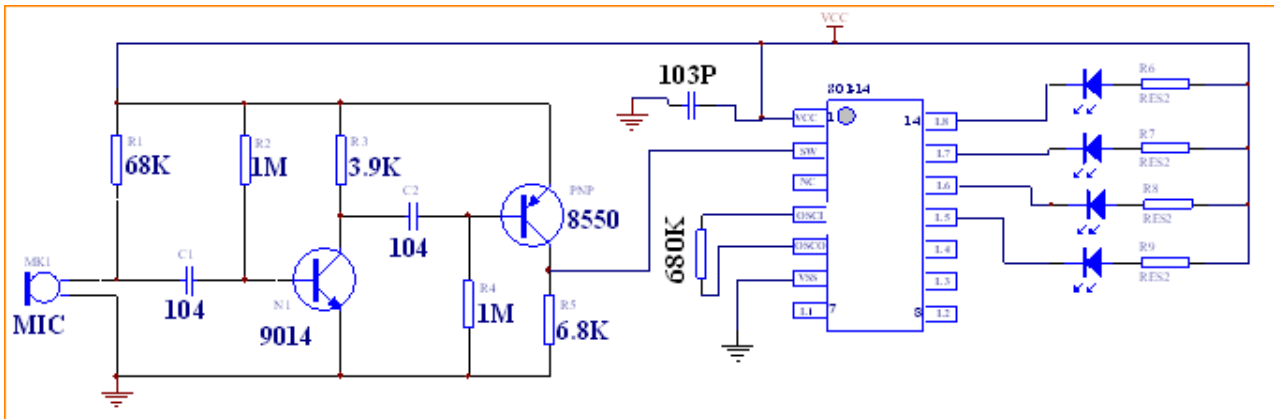 VCC
103P
80314
R1
68K
R2
1M
R3
3.9K
C2
104
PNP
8550
MK1
MIC
C1
104
N1
9014
R4
1M
R5
6.8K
680K
VCC
SW
NC
OSCI
OSCO
VSS
L1
1
7
14
8
L8
L7
L6
L5
L4
L3
L2
R6
RES2
R7
RES2
R8
RES2
R9
RES2